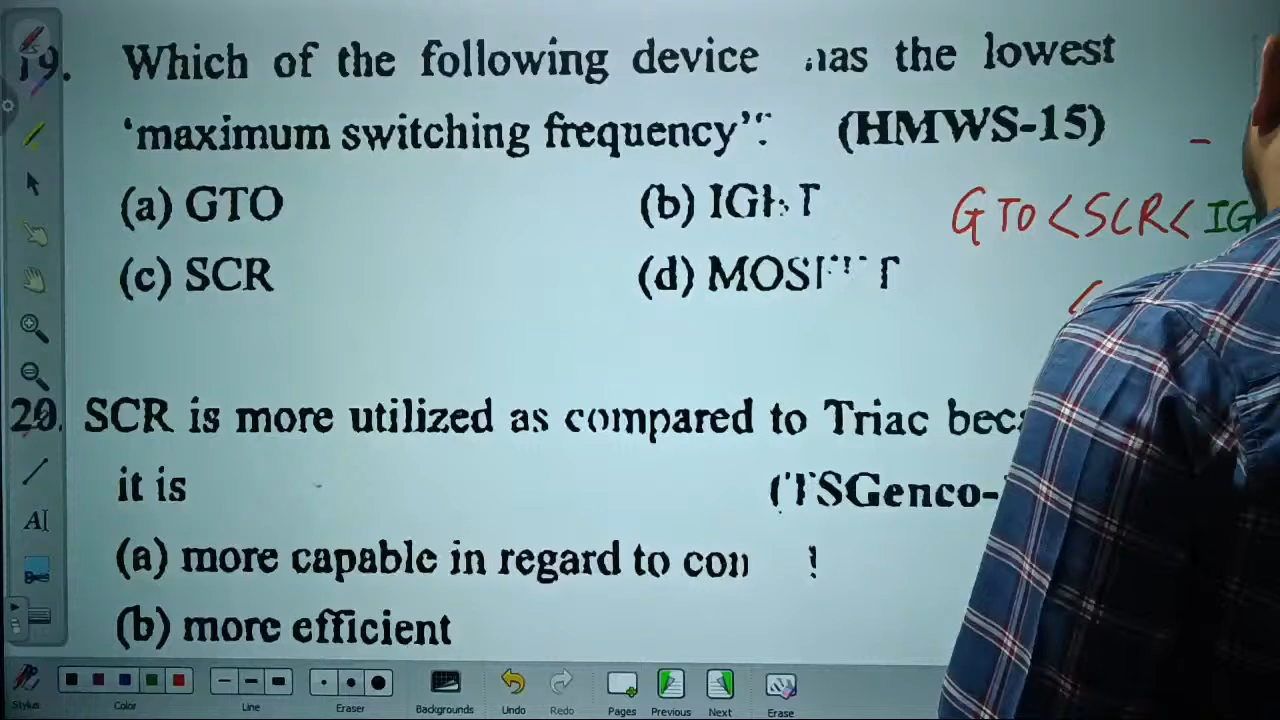 19. Which of the following device has the lowest
'maximum switching frequency'? (HMWS-15)
(a) GTO (b) IGBT
(c) SCR (d) MOSFET
GTO < SCR < IG
<
20. SCR is more utilized as compared to Triac
it is (TSGenco-
(a) more capable in regard to
(b) more efficient
AI
Stylus Color Line Eraser Backgrounds Undo Redo Pages Previous Next Erase